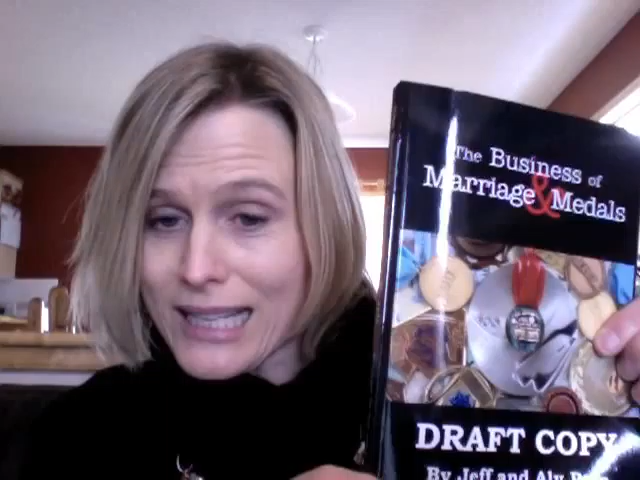 The Business of
Marriage & Medals
DRAFT COPY
By Jeff and Aly